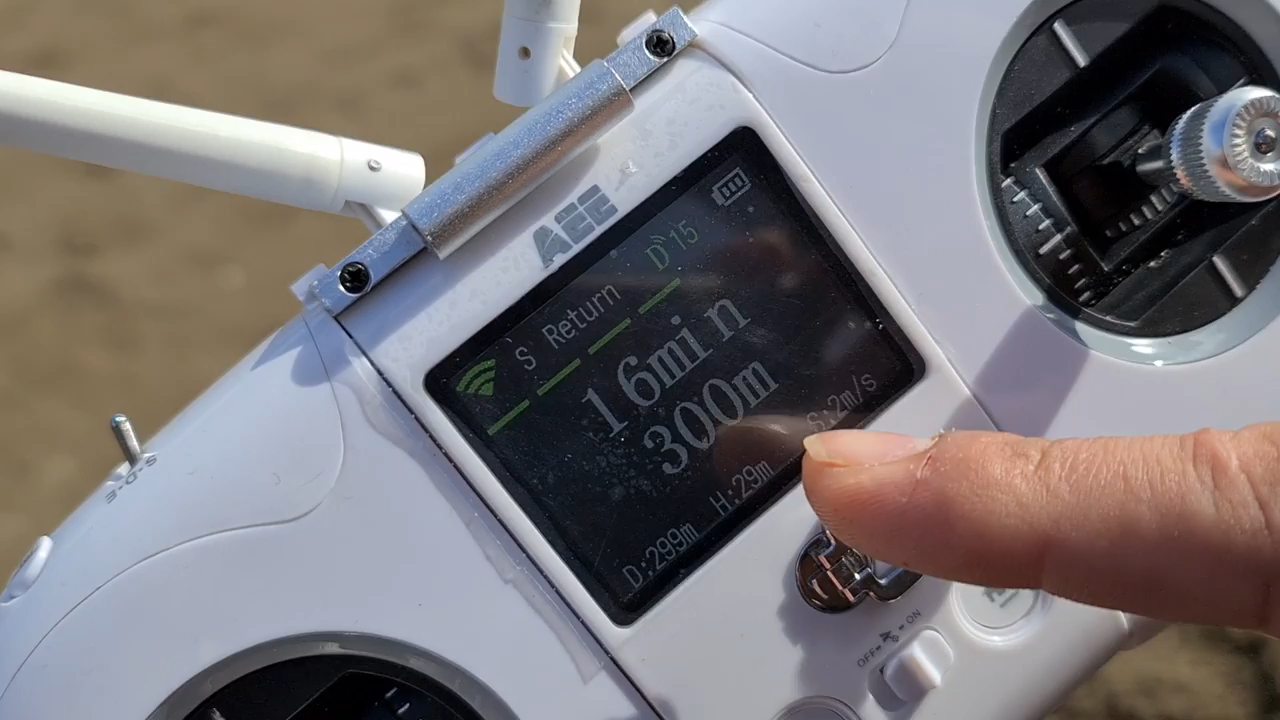 AEE
S Return D 15
16min
300m
D:299m H:29m S:2m/s
S-D-E
OFF ON